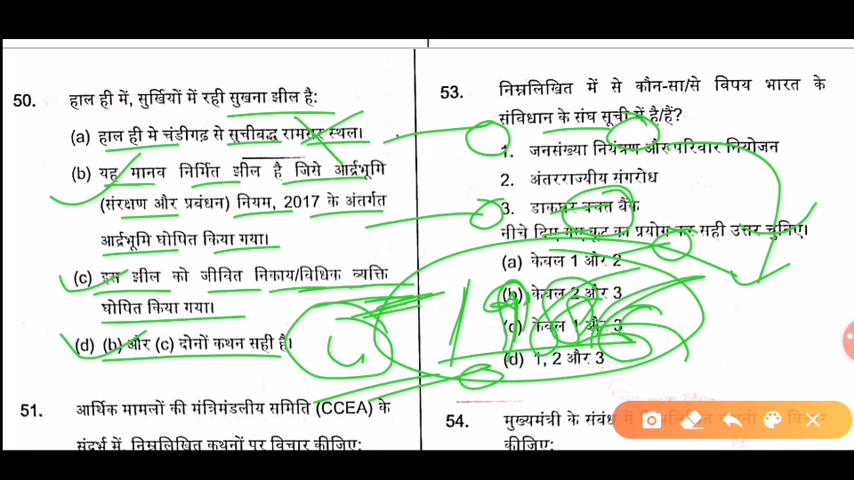 50. हाल ही में, सुर्खियों में रही सुखना झील है:
(a) हाल ही मे चंडीगढ़ से सूचीबद्ध रामसर स्थल।
(b) यह मानव निर्मित झील है जिसे आर्द्रभूमि
(संरक्षण और प्रबंधन) नियम, 2017 के अंतर्गत
आर्द्रभूमि घोषित किया गया।
(c) इस झील को जीवित निकाय/विधिक व्यक्ति
घोषित किया गया।
(d) (b) और (c) दोनों कथन सही है।
51. आर्थिक मामलों की मंत्रिमंडलीय समिति (CCEA) के
संदर्भ में, निम्नलिखित कथनों पर विचार कीजिए:
53. निम्नलिखित में से कौन-सा/से विषय भारत के
संविधान के संघ सूची में है/हैं?
1. जनसंख्या नियंत्रण और परिवार नियोजन
2. अंतरराज्यीय संगरोध
3. डाकघर बचत बैंक
नीचे दिए गए कूट का प्रयोग कर सही उत्तर चुनिए।
(a) केवल 1 और 2
(b) केवल 2 और 3
(c) केवल 1 और 3
(d) 1, 2 और 3
54. मुख्यमंत्री के संबंध में
कीजिए: